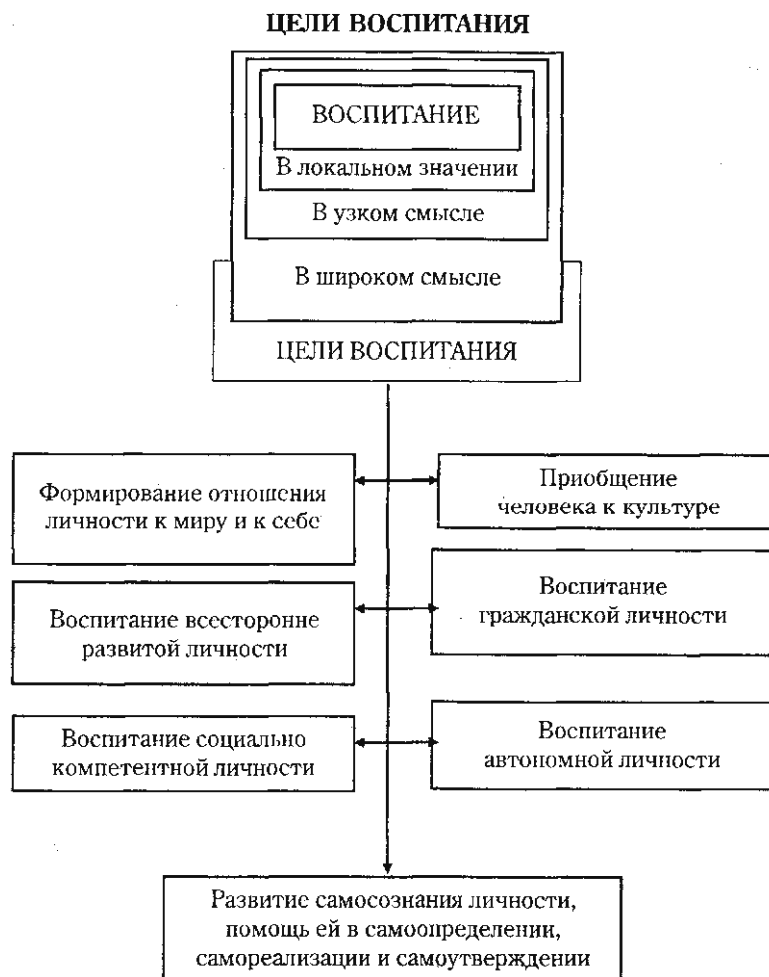 ЦЕЛИ ВОСПИТАНИЯ
ВОСПИТАНИЕ
В локальном значении
В узком смысле
В широком смысле
ЦЕЛИ ВОСПИТАНИЯ
Формирование отношения
личности к миру и к себе
Приобщение
человека к культуре
Воспитание всесторонне
развитой личности
Воспитание
гражданской личности
Воспитание социально
компетентной личности
Воспитание
автономной личности
Развитие самосознания личности,
помощь ей в самоопределении,
самореализации и самоутверждении